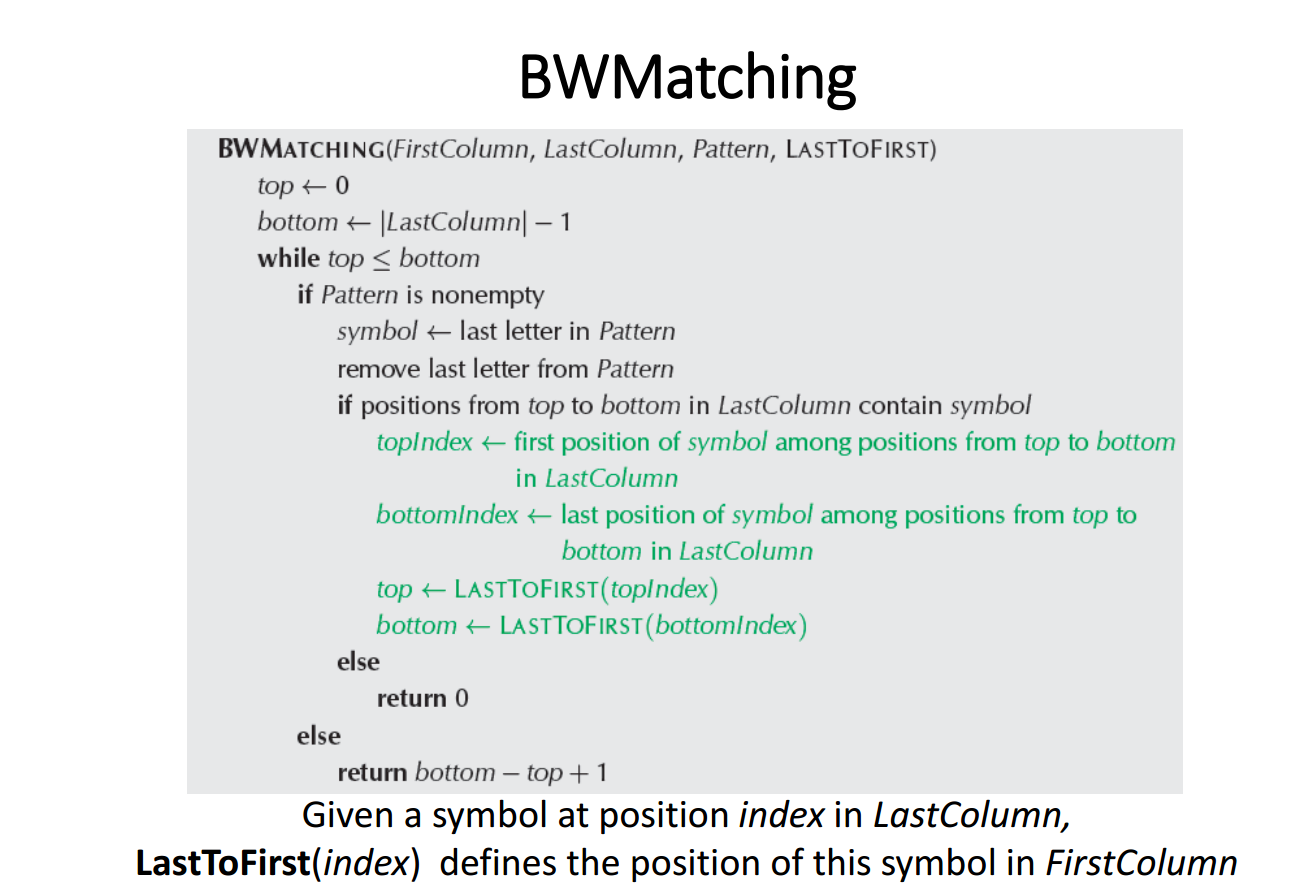 BWMatching
BWMATCHING(FirstColumn, LastColumn, Pattern, LASTTOFIRST)
top ← 0
bottom ← |LastColumn| − 1
while top ≤ bottom
if Pattern is nonempty
symbol ← last letter in Pattern
remove last letter from Pattern
if positions from top to bottom in LastColumn contain symbol
topIndex ← first position of symbol among positions from top to bottom
in LastColumn
bottomIndex ← last position of symbol among positions from top to
bottom in LastColumn
top ← LASTTOFIRST(topIndex)
bottom ← LASTTOFIRST(bottomIndex)
else
return 0
else
return bottom − top + 1
Given a symbol at position index in LastColumn,
LastToFirst(index) defines the position of this symbol in FirstColumn